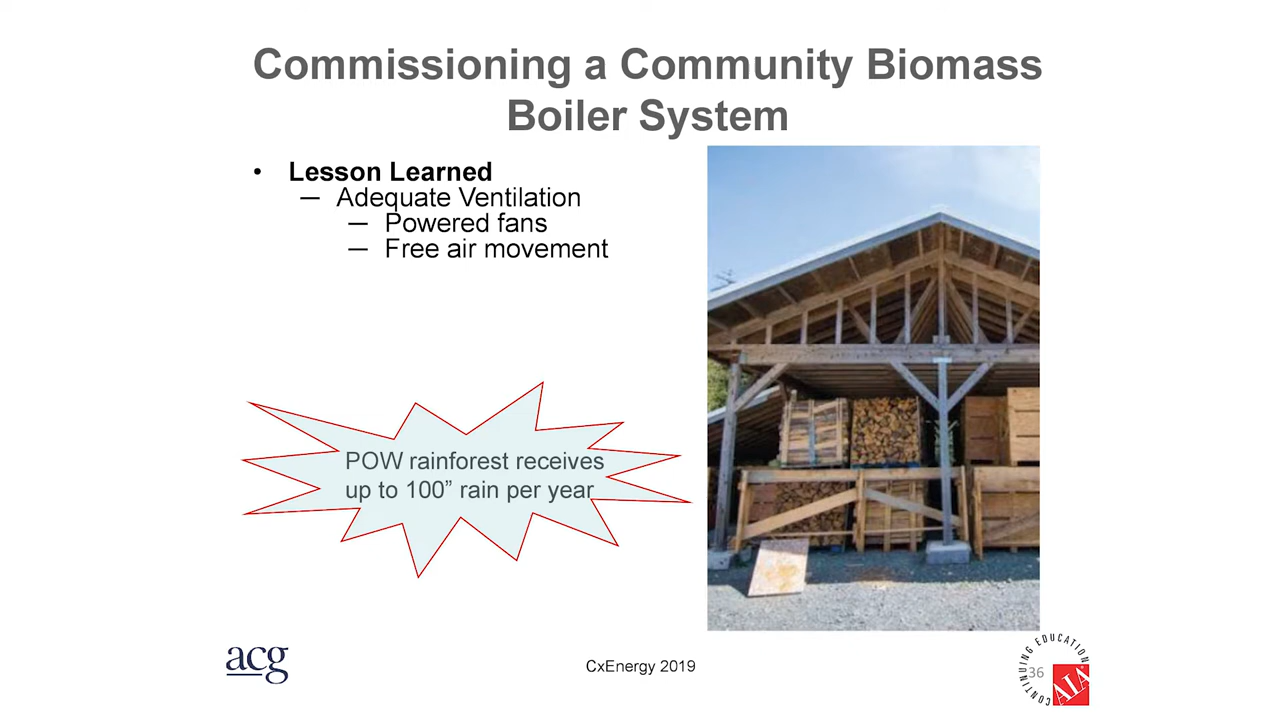 Commissioning a Community Biomass
Boiler System
• Lesson Learned
— Adequate Ventilation
— Powered fans
— Free air movement
POW rainforest receives
up to 100” rain per year
acg
CxEnergy 2019
CONTINUING EDUCATION
36
AIA